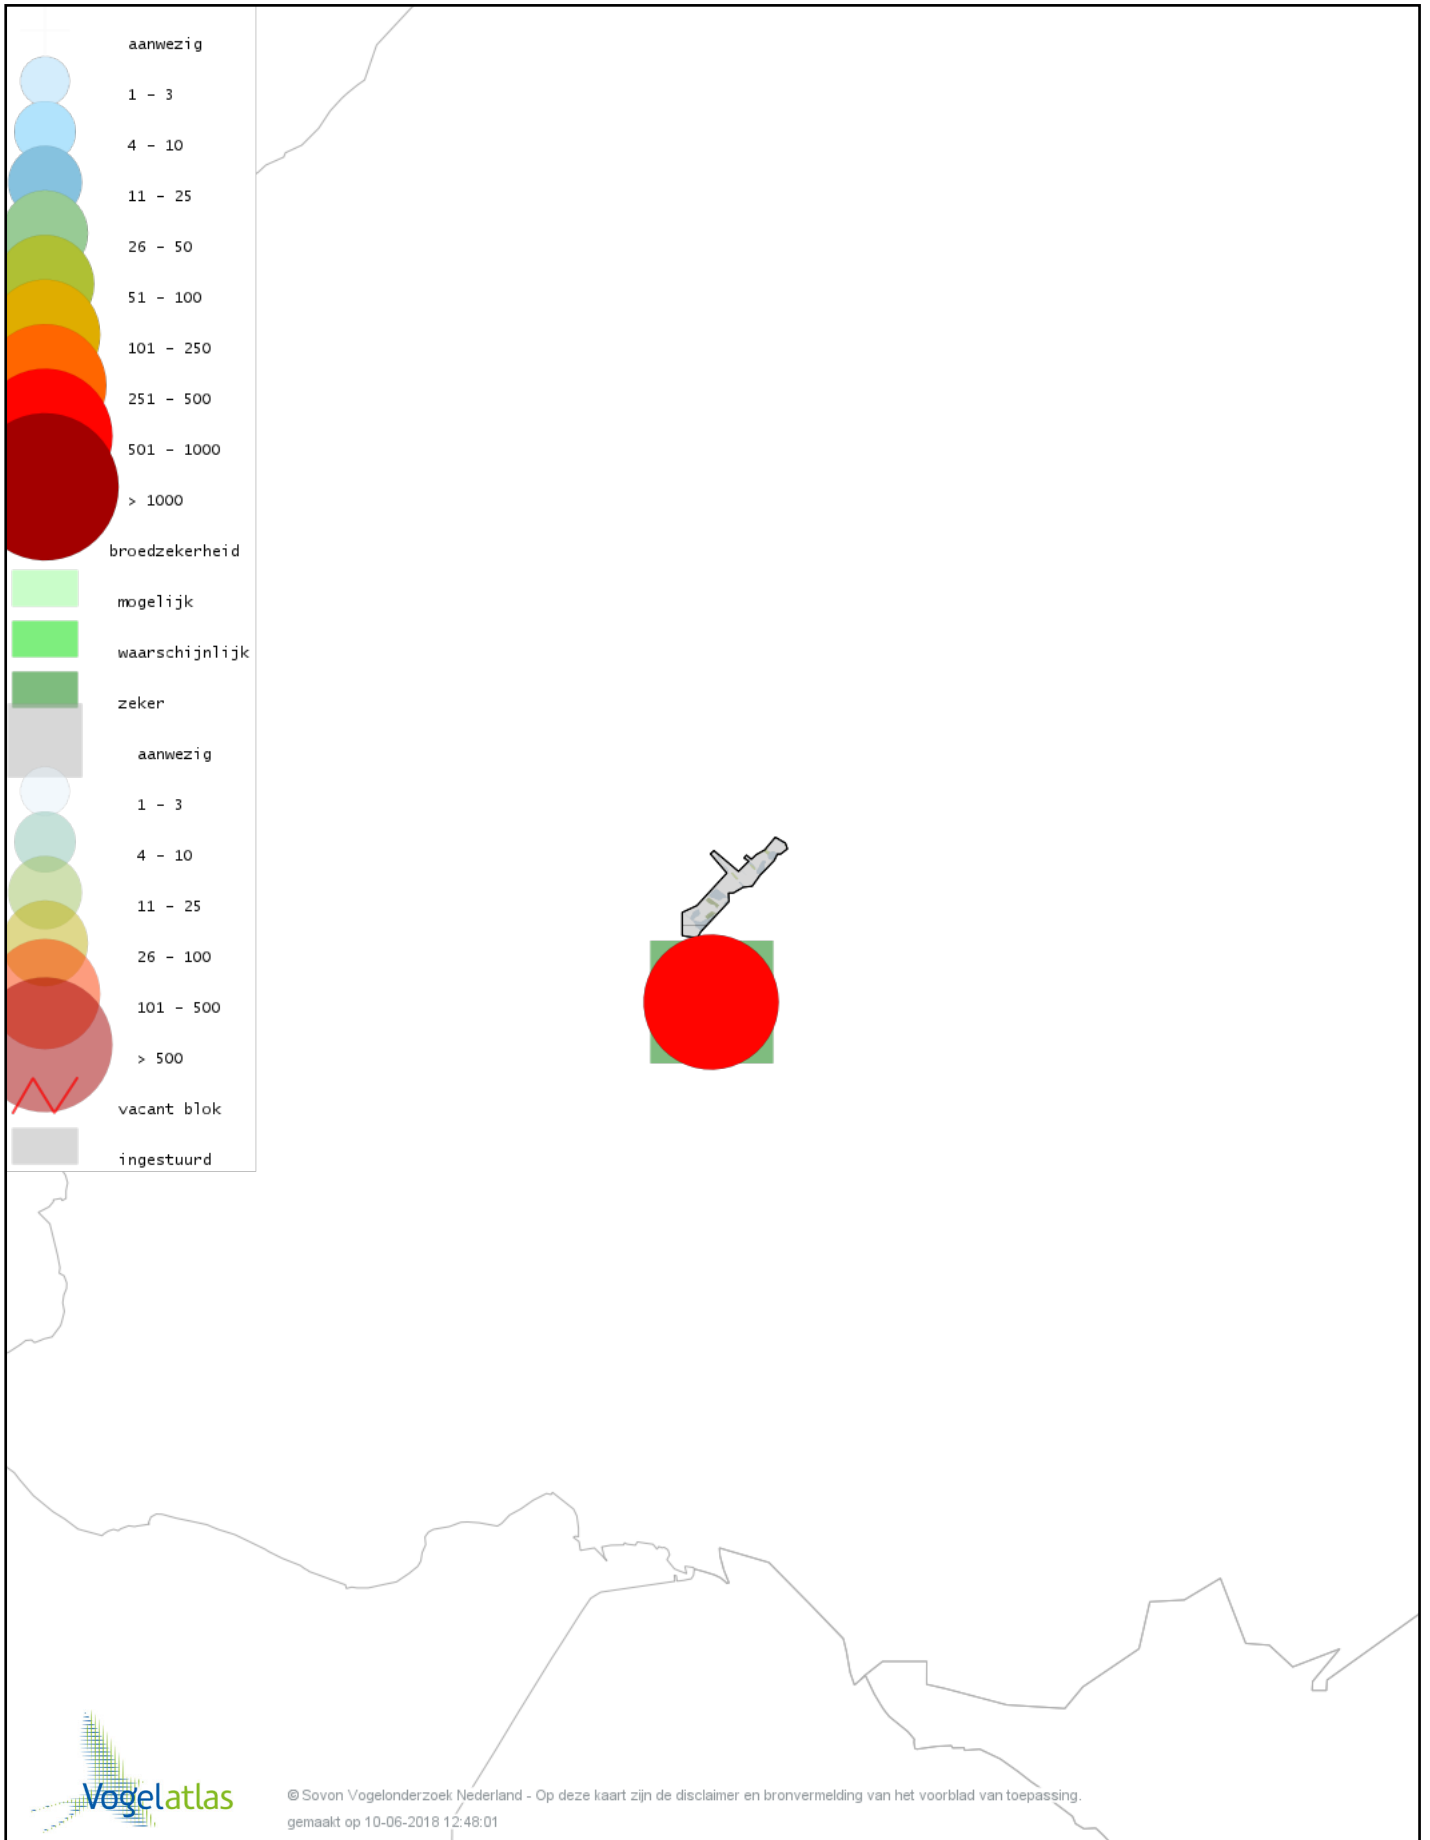 aanwezig
1 - 3
4 - 10
11 - 25
26 - 50
51 - 100
101 - 250
251 - 500
501 - 1000
> 1000
broedzekerheid
mogelijk
waarschijnlijk
zeker
aanwezig
1 - 3
4 - 10
11 - 25
26 - 100
101 - 500
> 500
vacant blok
ingestuurd
Vogelatlas
© Sovon Vogelonderzoek Nederland - Op deze kaart zijn de disclaimer en bronvermelding van het voorblad van toepassing.
gemaakt op 10-06-2018 12:48:01